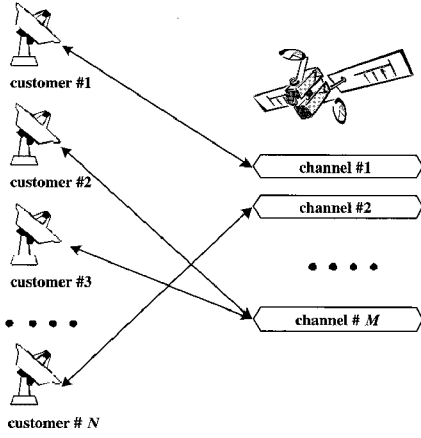 customer #1
customer #2
customer #3
customer # N
channel #1
channel #2
channel # M